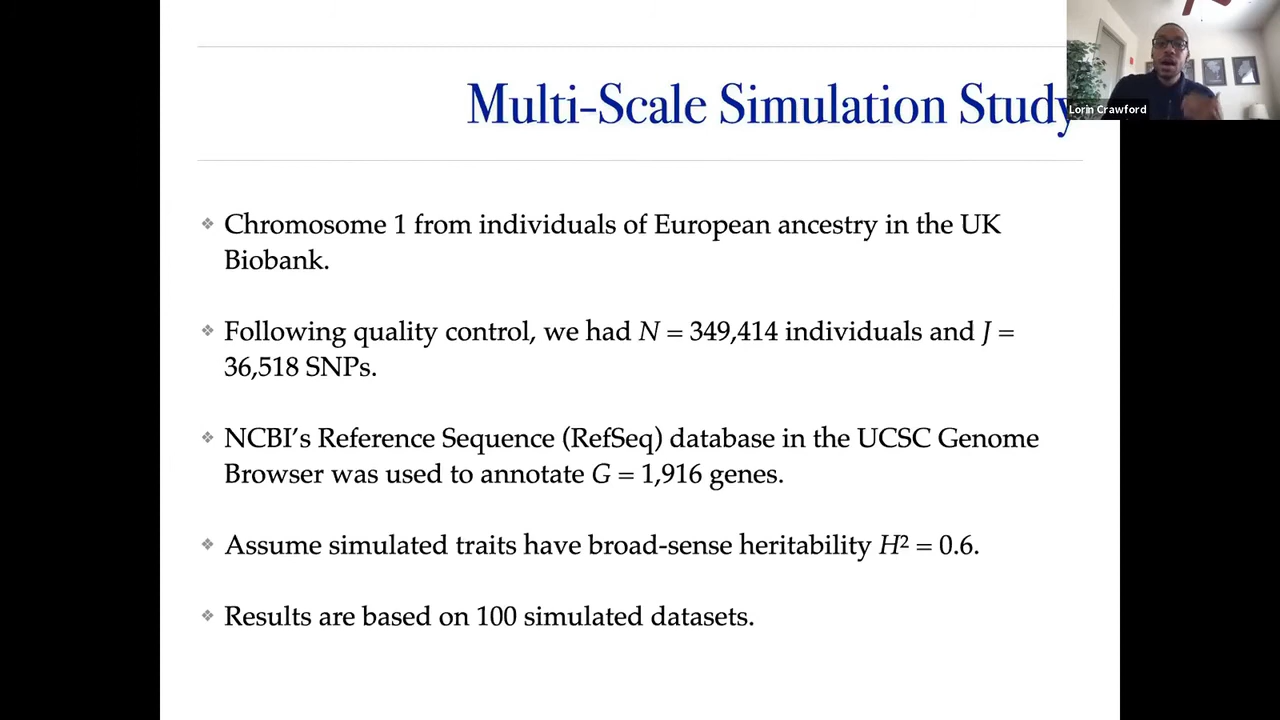 Multi-Scale Simulation Study
Lorin Crawford
❖ Chromosome 1 from individuals of European ancestry in the UK
Biobank.
❖ Following quality control, we had N = 349,414 individuals and J =
36,518 SNPs.
❖ NCBI’s Reference Sequence (RefSeq) database in the UCSC Genome
Browser was used to annotate G = 1,916 genes.
❖ Assume simulated traits have broad-sense heritability H² = 0.6.
❖ Results are based on 100 simulated datasets.